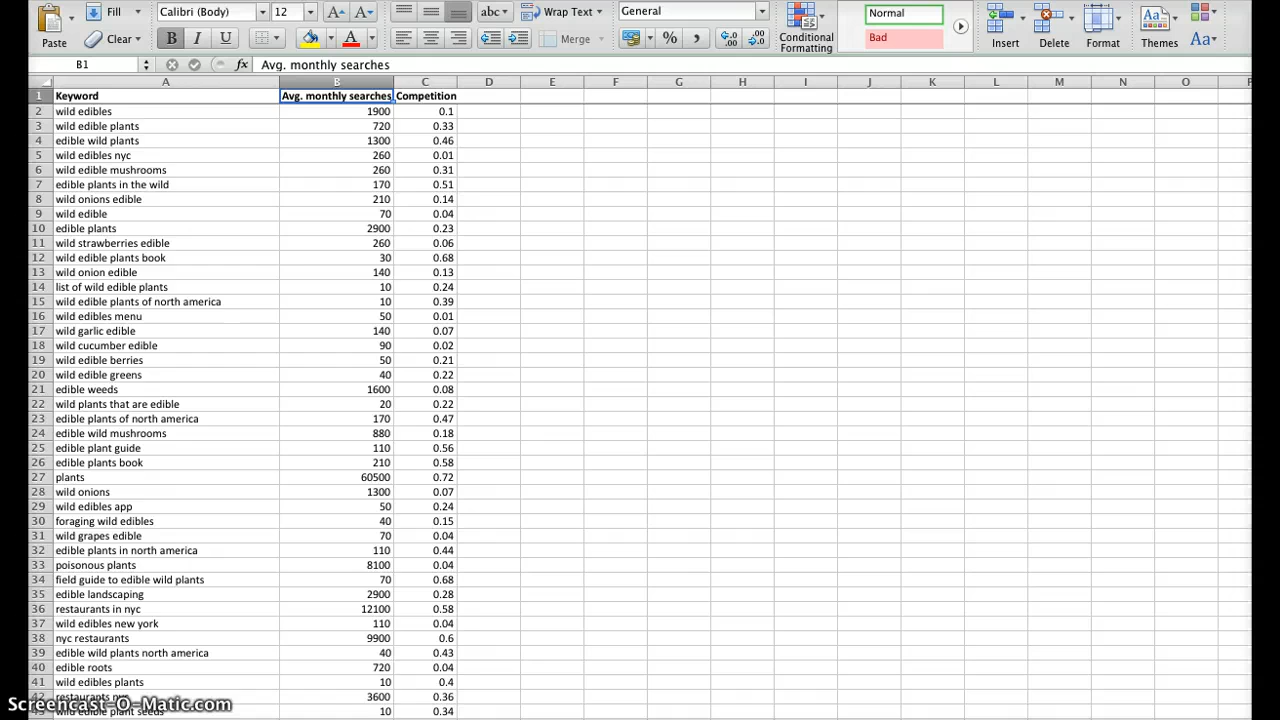 Fill Calibri (Body) 12 abc Wrap Text General Normal
Paste Clear B I U Merge % Conditional Formatting Bad Insert Delete Format Themes Aa
B1 fx Avg. monthly searches
A B C D E F G H I J K L M N O
1 Keyword Avg. monthly searches Competition
2 wild edibles 1900 0.1
3 wild edible plants 720 0.33
4 edible wild plants 1300 0.46
5 wild edibles nyc 260 0.01
6 wild edible mushrooms 260 0.31
7 edible plants in the wild 170 0.51
8 wild onions edible 210 0.14
9 wild edible 70 0.04
10 edible plants 2900 0.23
11 wild strawberries edible 260 0.06
12 wild edible plants book 30 0.68
13 wild onion edible 140 0.13
14 list of wild edible plants 10 0.24
15 wild edible plants of north america 10 0.39
16 wild edibles menu 50 0.01
17 wild garlic edible 140 0.07
18 wild cucumber edible 90 0.02
19 wild edible berries 50 0.21
20 wild edible greens 40 0.22
21 edible weeds 1600 0.08
22 wild plants that are edible 20 0.22
23 edible plants of north america 170 0.47
24 edible wild mushrooms 880 0.18
25 edible plant guide 110 0.56
26 edible plants book 210 0.58
27 plants 60500 0.72
28 wild onions 1300 0.07
29 wild edibles app 50 0.24
30 foraging wild edibles 40 0.15
31 wild grapes edible 70 0.04
32 edible plants in north america 110 0.44
33 poisonous plants 8100 0.04
34 field guide to edible wild plants 70 0.68
35 edible landscaping 2900 0.28
36 restaurants in nyc 12100 0.58
37 wild edibles new york 110 0.04
38 nyc restaurants 9900 0.6
39 edible wild plants north america 40 0.43
40 edible roots 720 0.04
41 wild edibles plants 10 0.4
42 restaurants nyc 3600 0.36
Screencast-O-Matic.com
43 wild edible plant seeds 10 0.34